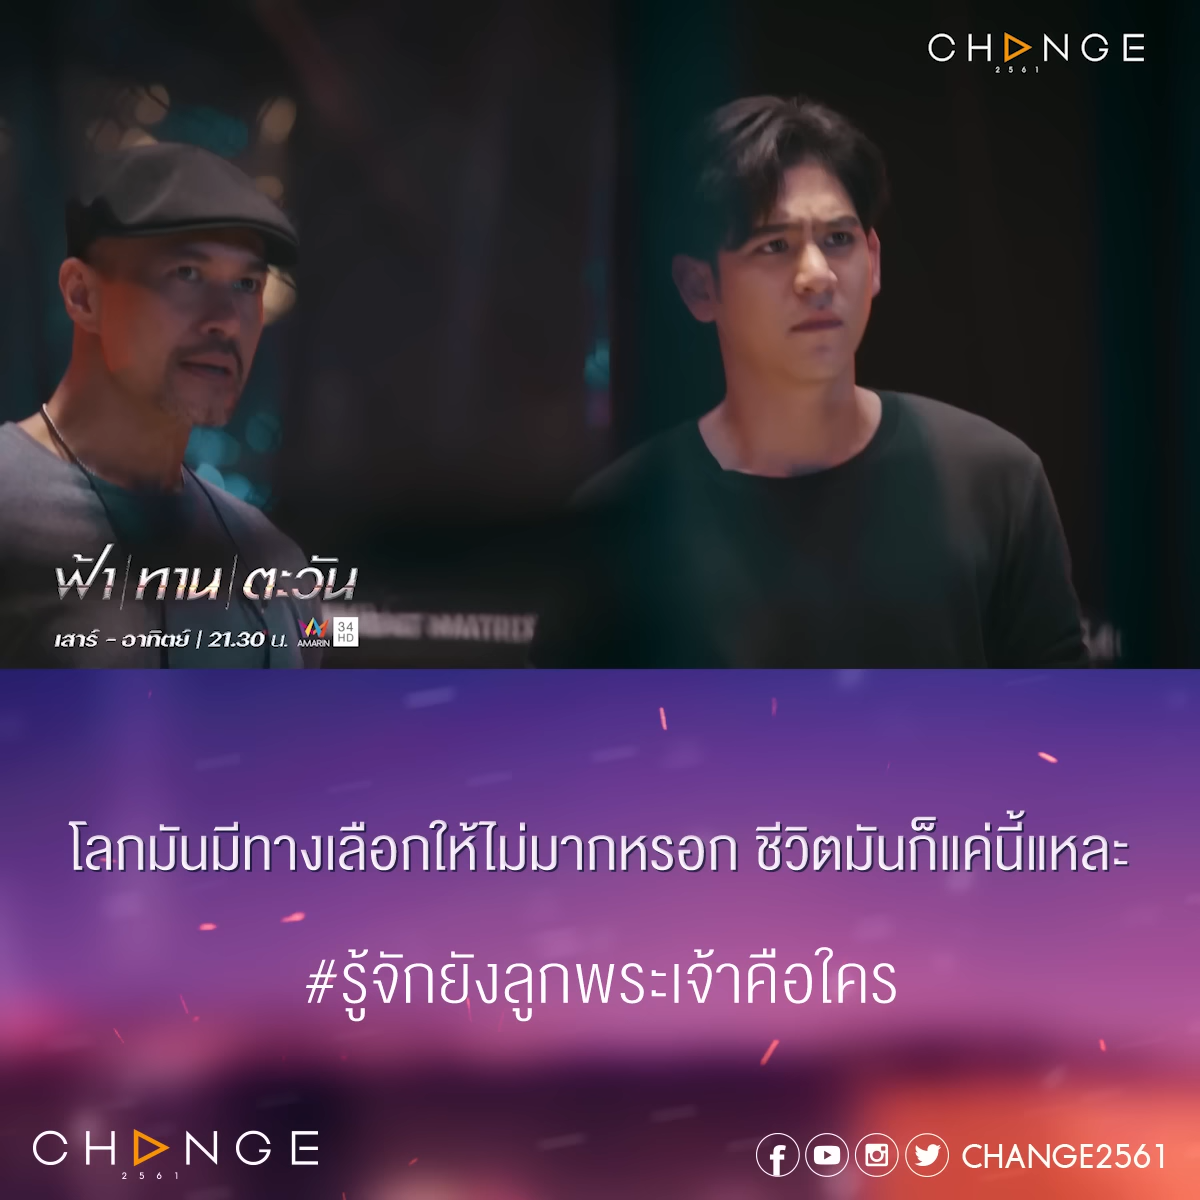 CHANGE
2561
ฟ้า|ทาน|ตะวัน
เสาร์ - อาทิตย์ | 21.30 น. AMARIN 34 HD
โลกมันมีทางเลือกให้ไม่มากหรอก ชีวิตมันก็แค่นี้แหละ
#รู้จักยังลูกพระเจ้าคือใคร
CHANGE
2561
CHANGE2561